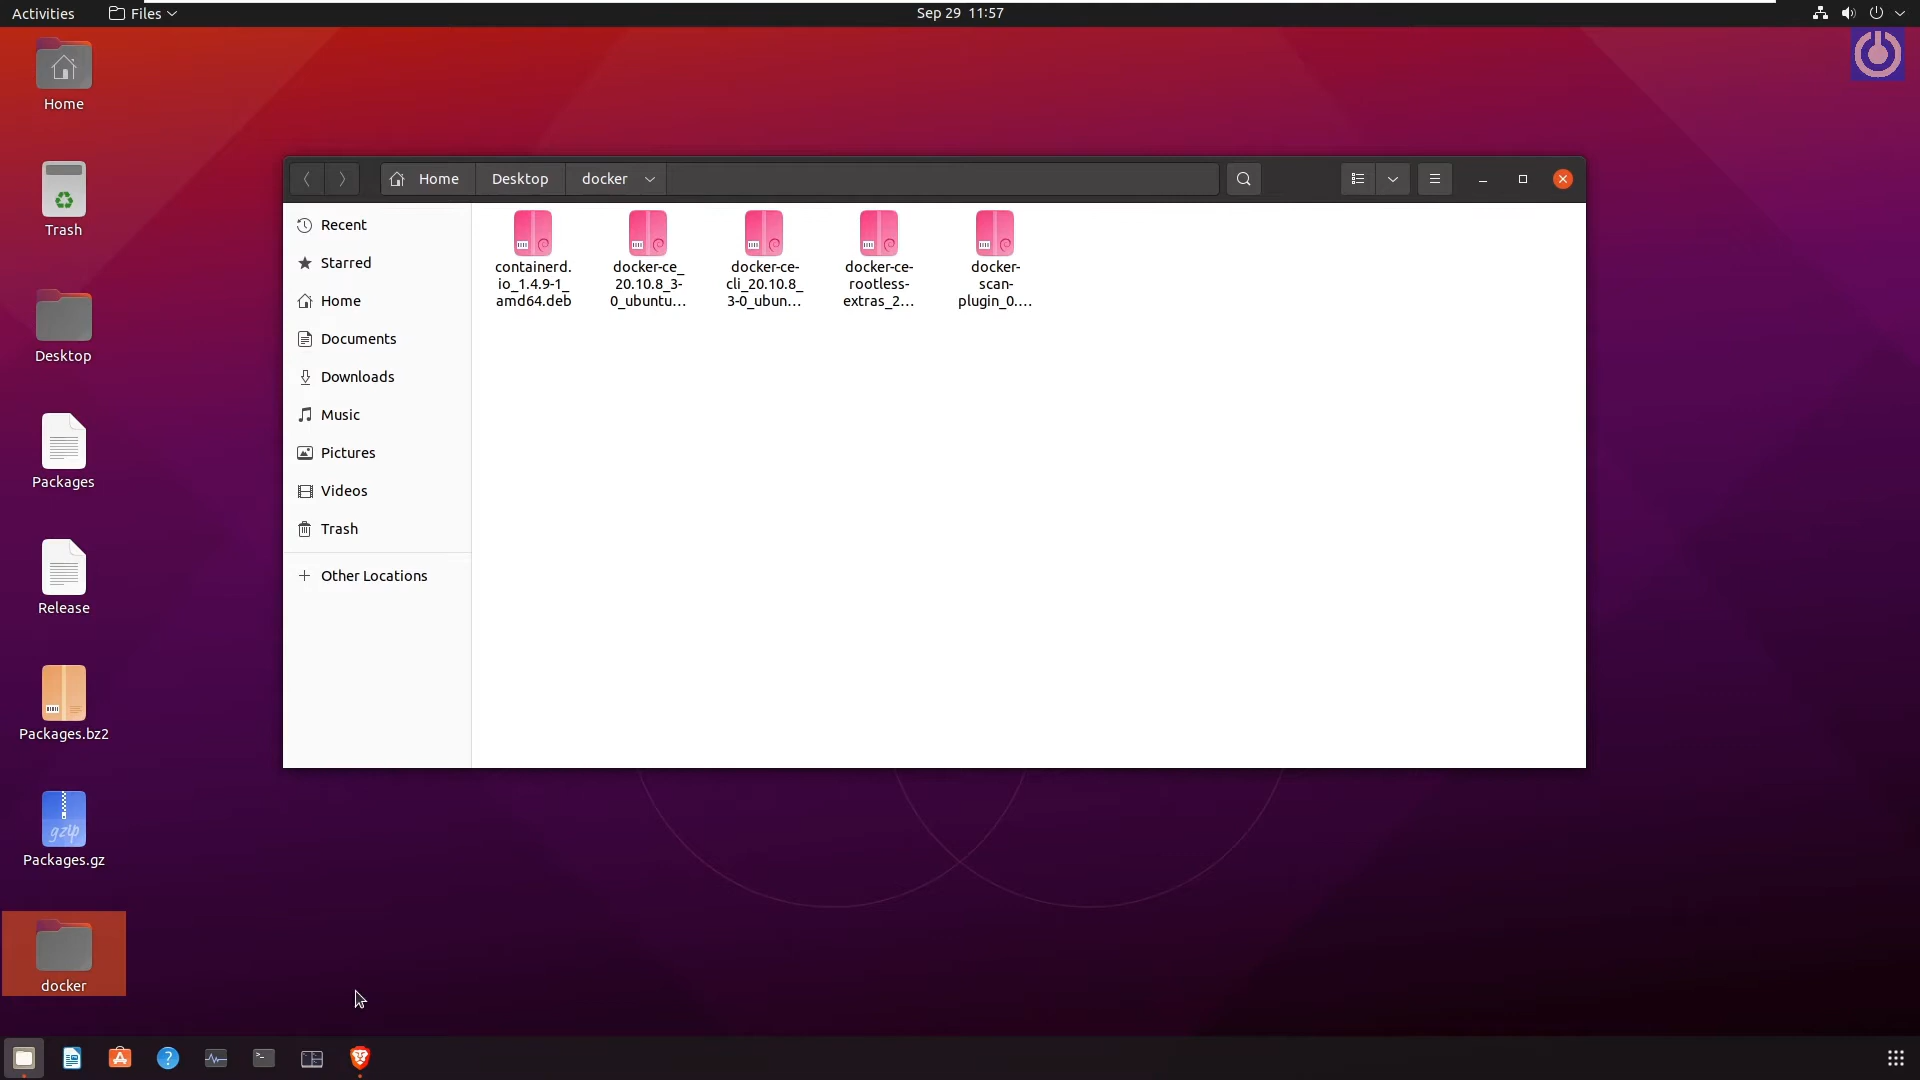 Activities
Files
Sep 29 11:57
Home
Trash
Desktop
Packages
Release
Packages.bz2
gzip
Packages.gz
docker
Home
Desktop
docker
Recent
Starred
Home
Documents
Downloads
Music
Pictures
Videos
Trash
Other Locations
containerd.
io_1.4.9-1_
amd64.deb
docker-ce_
20.10.8_3-
0_ubuntu…
docker-ce-
cli_20.10.8_
3-0_ubun…
docker-ce-
rootless-
extras_2…
docker-
scan-
plugin_0.…